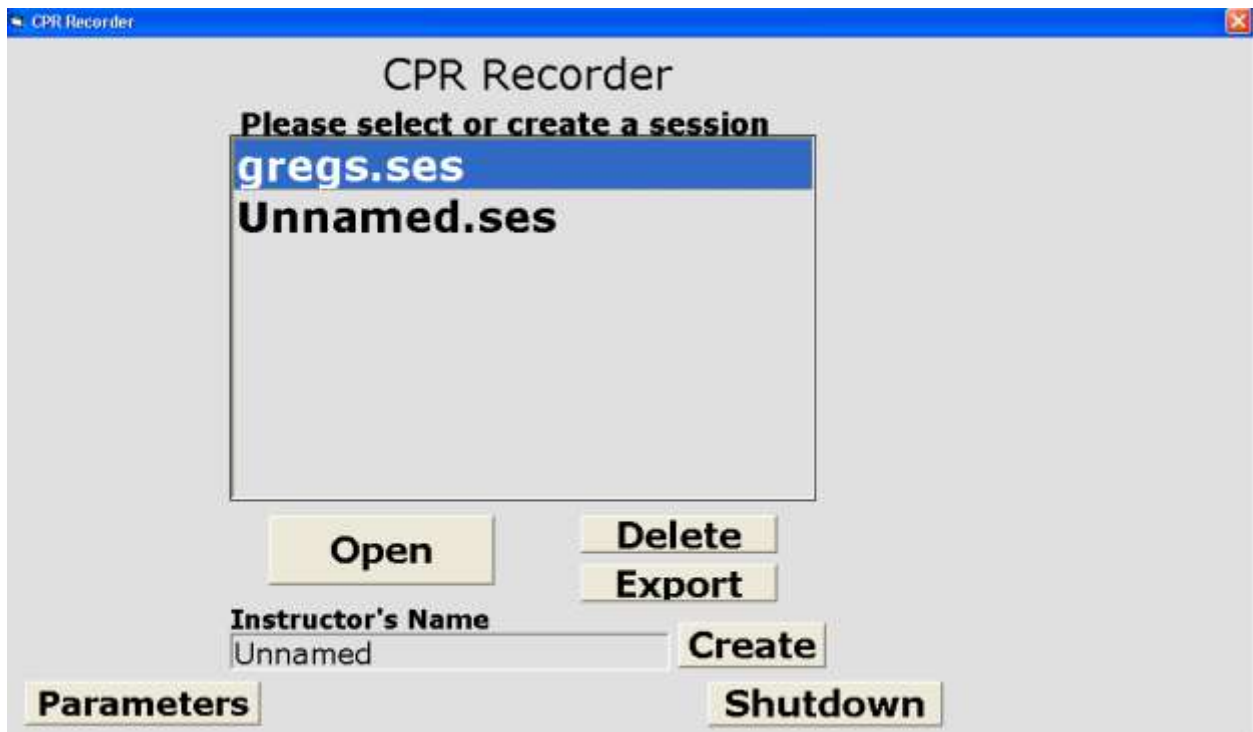 CPR Recorder
CPR Recorder
Please select or create a session
gregs.ses
Unnamed.ses
Open
Delete
Export
Instructor's Name
Unnamed
Create
Parameters
Shutdown